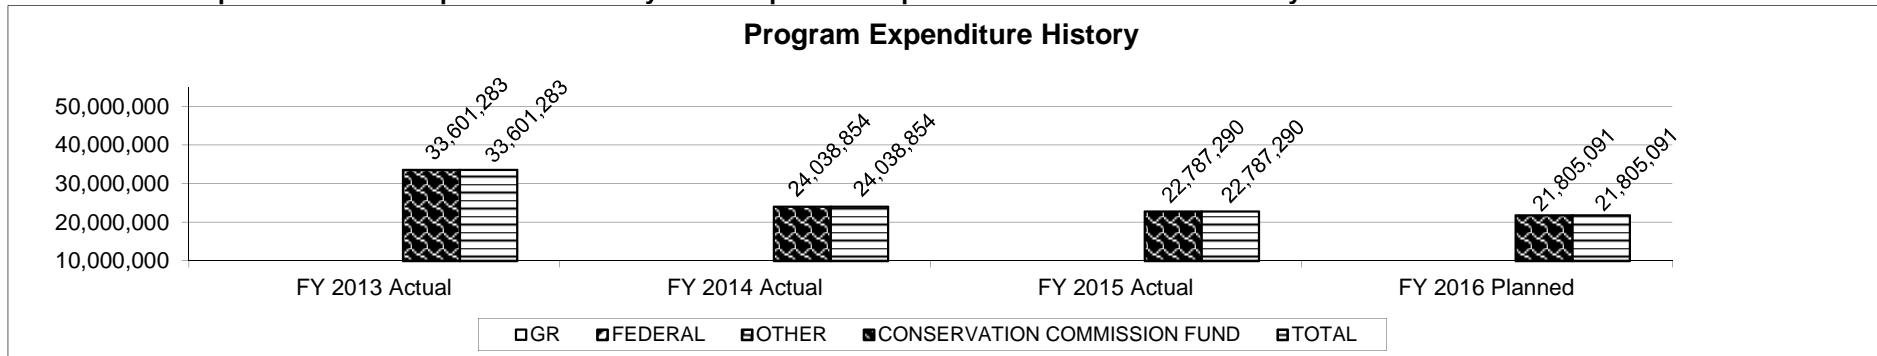 Program Expenditure History
50,000,000
40,000,000
30,000,000
20,000,000
10,000,000
33,601,283
33,601,283
24,038,854
24,038,854
22,787,290
22,787,290
21,805,091
21,805,091
FY 2013 Actual
FY 2014 Actual
FY 2015 Actual
FY 2016 Planned
GR FEDERAL OTHER CONSERVATION COMMISSION FUND TOTAL